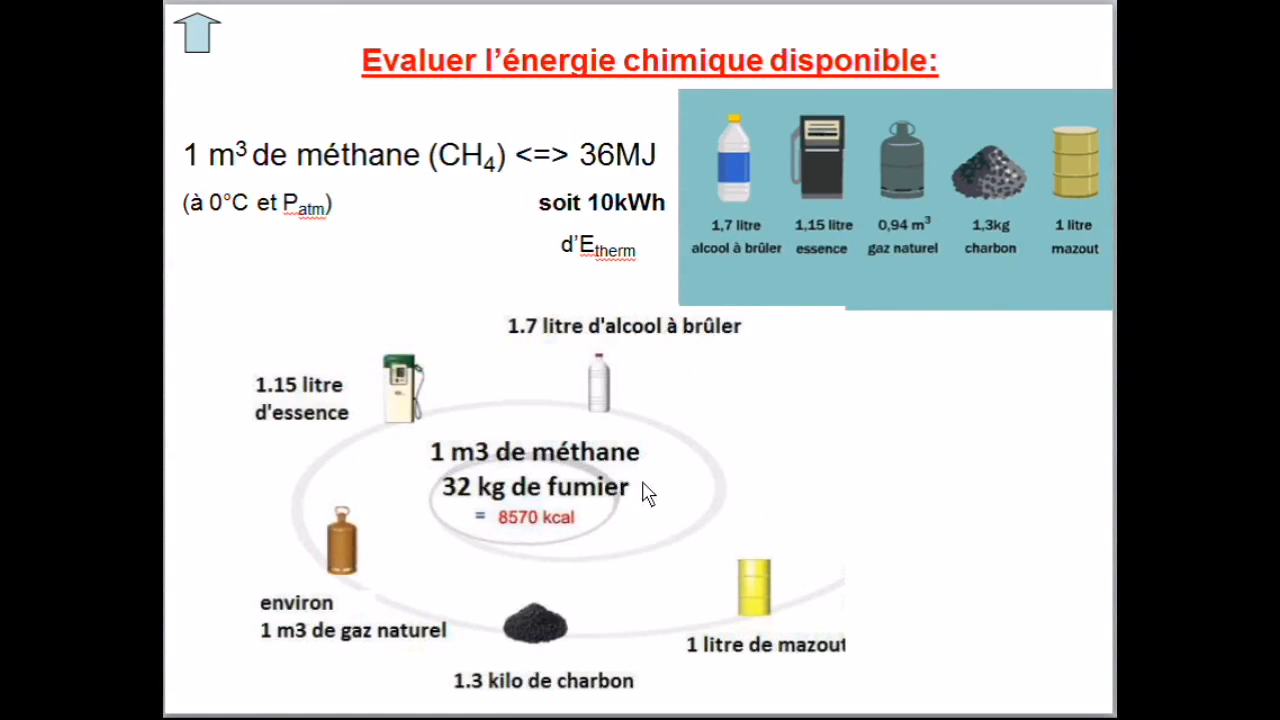 Evaluer l’énergie chimique disponible:
1 m³ de méthane (CH₄) <=> 36MJ
(à 0°C et Patm)
soit 10kWh
d’Etherm
1,7 litre
alcool à brûler
1,15 litre
essence
0,94 m³
gaz naturel
1,3kg
charbon
1 litre
mazout
1.7 litre d'alcool à brûler
1.15 litre
d'essence
1 m3 de méthane
32 kg de fumier
= 8570 kcal
environ
1 m3 de gaz naturel
1 litre de mazout
1.3 kilo de charbon